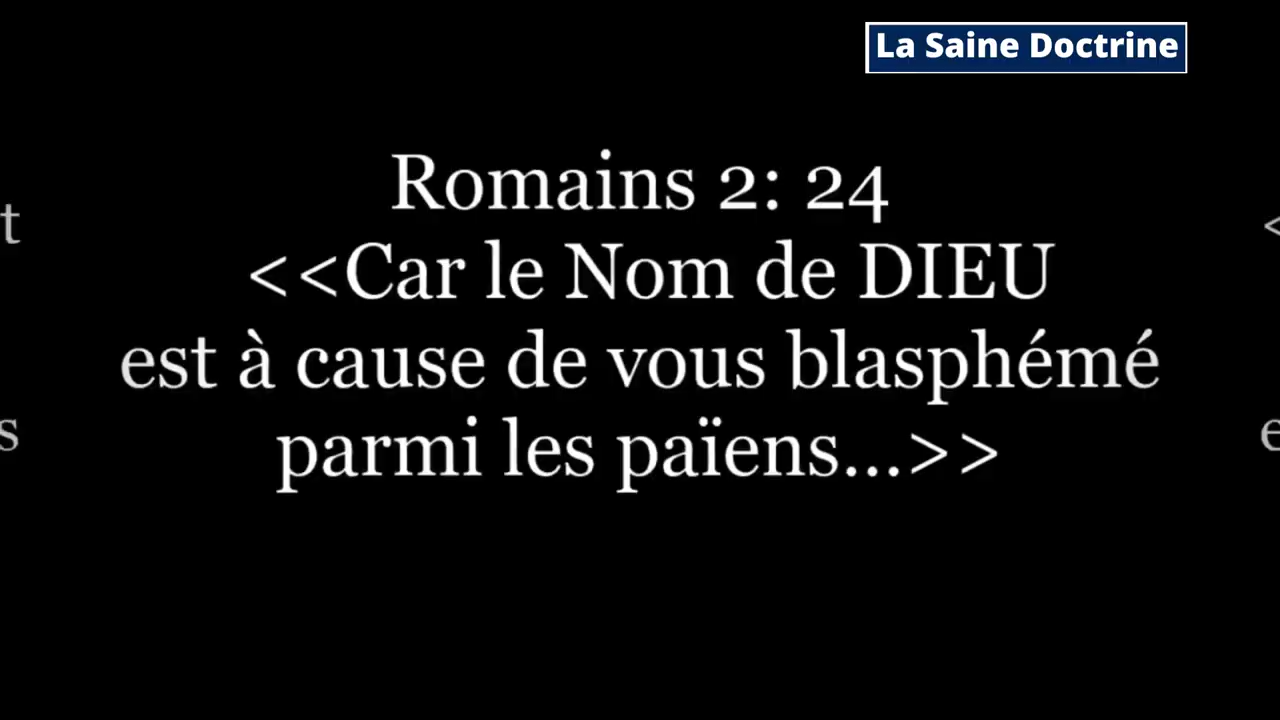 La Saine Doctrine
Romains 2: 24
<<Car le Nom de DIEU
est à cause de vous blasphémé
parmi les païens...>>